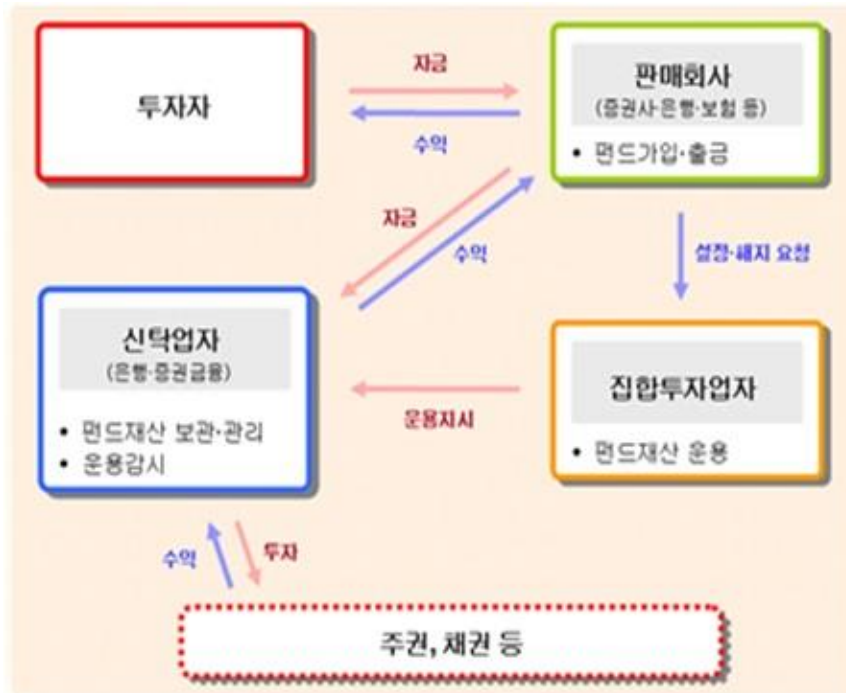 투자자
자금
수익
판매회사
(증권사·은행·보험 등)
• 펀드가입·출금
자금
수익
설정·해지 요청
신탁업자
(은행·증권금융)
• 펀드재산 보관·관리
• 운용감시
운용지시
집합투자업자
• 펀드재산 운용
수익
투자
주권, 채권 등